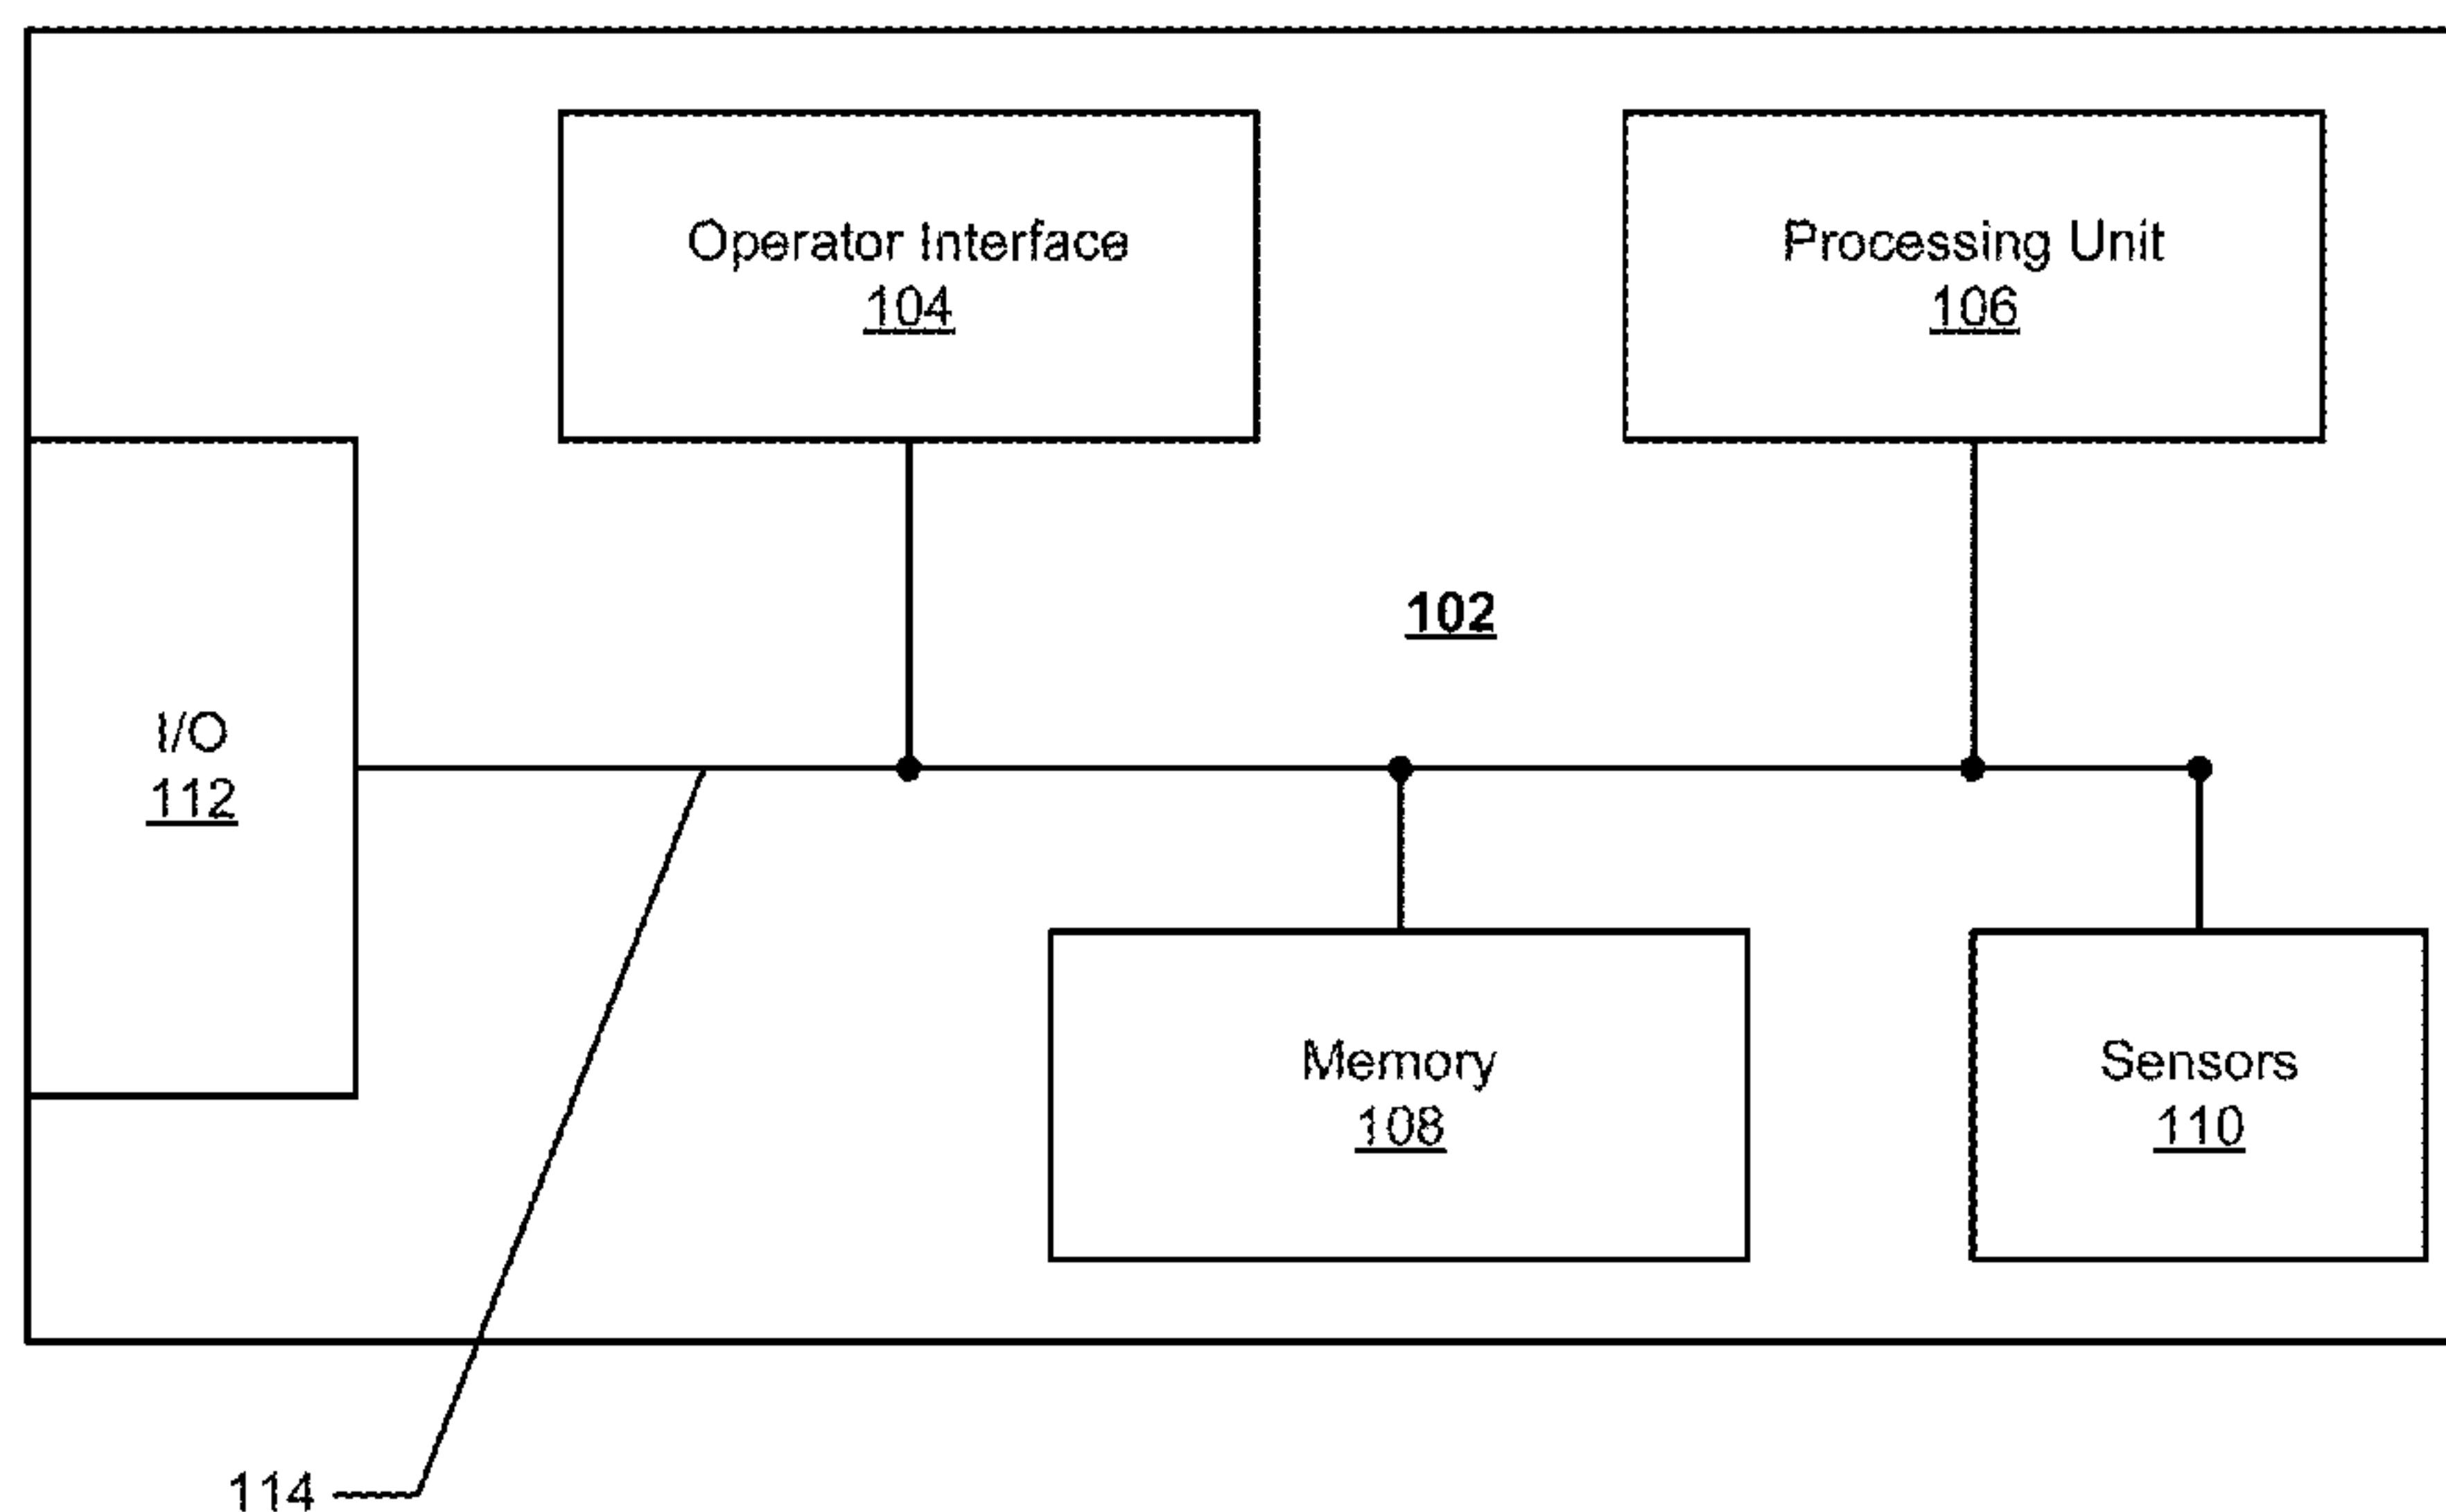 Operator Interface
104
Processing Unit
106
102
I/O
112
Memory
108
Sensors
110
114